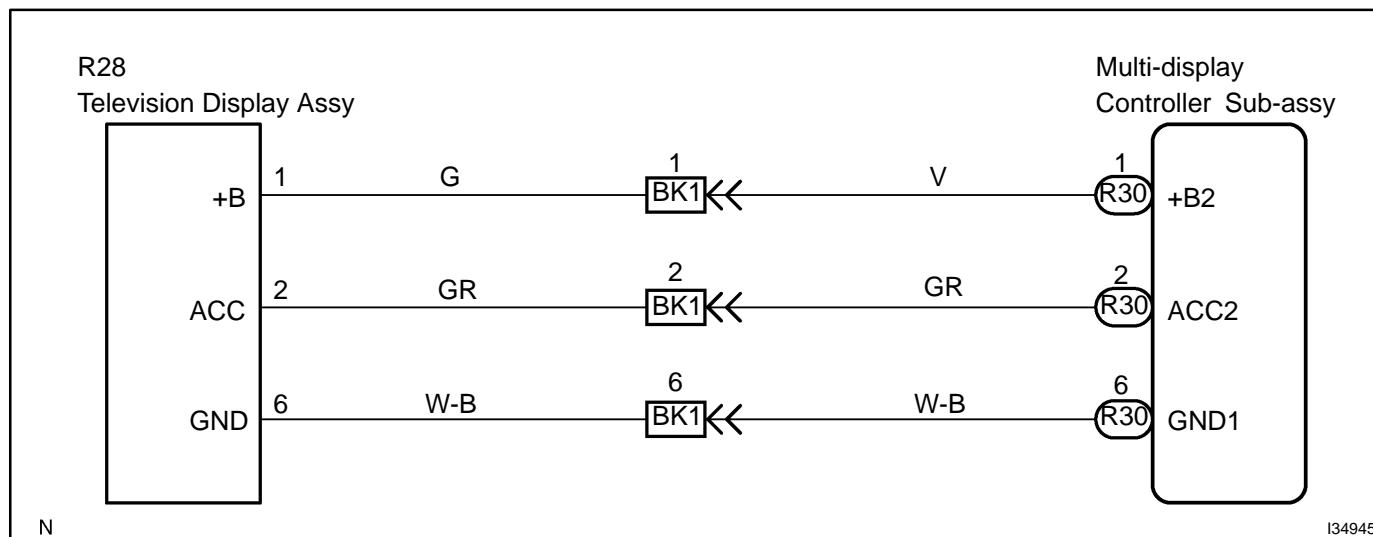 R28
Television Display Assy
Multi-display
Controller Sub-assy
+B 1 G 1 BK1 V 1 R30 +B2
ACC 2 GR 2 BK1 GR 2 R30 ACC2
GND 6 W-B 6 BK1 W-B 6 R30 GND1
N
I34945